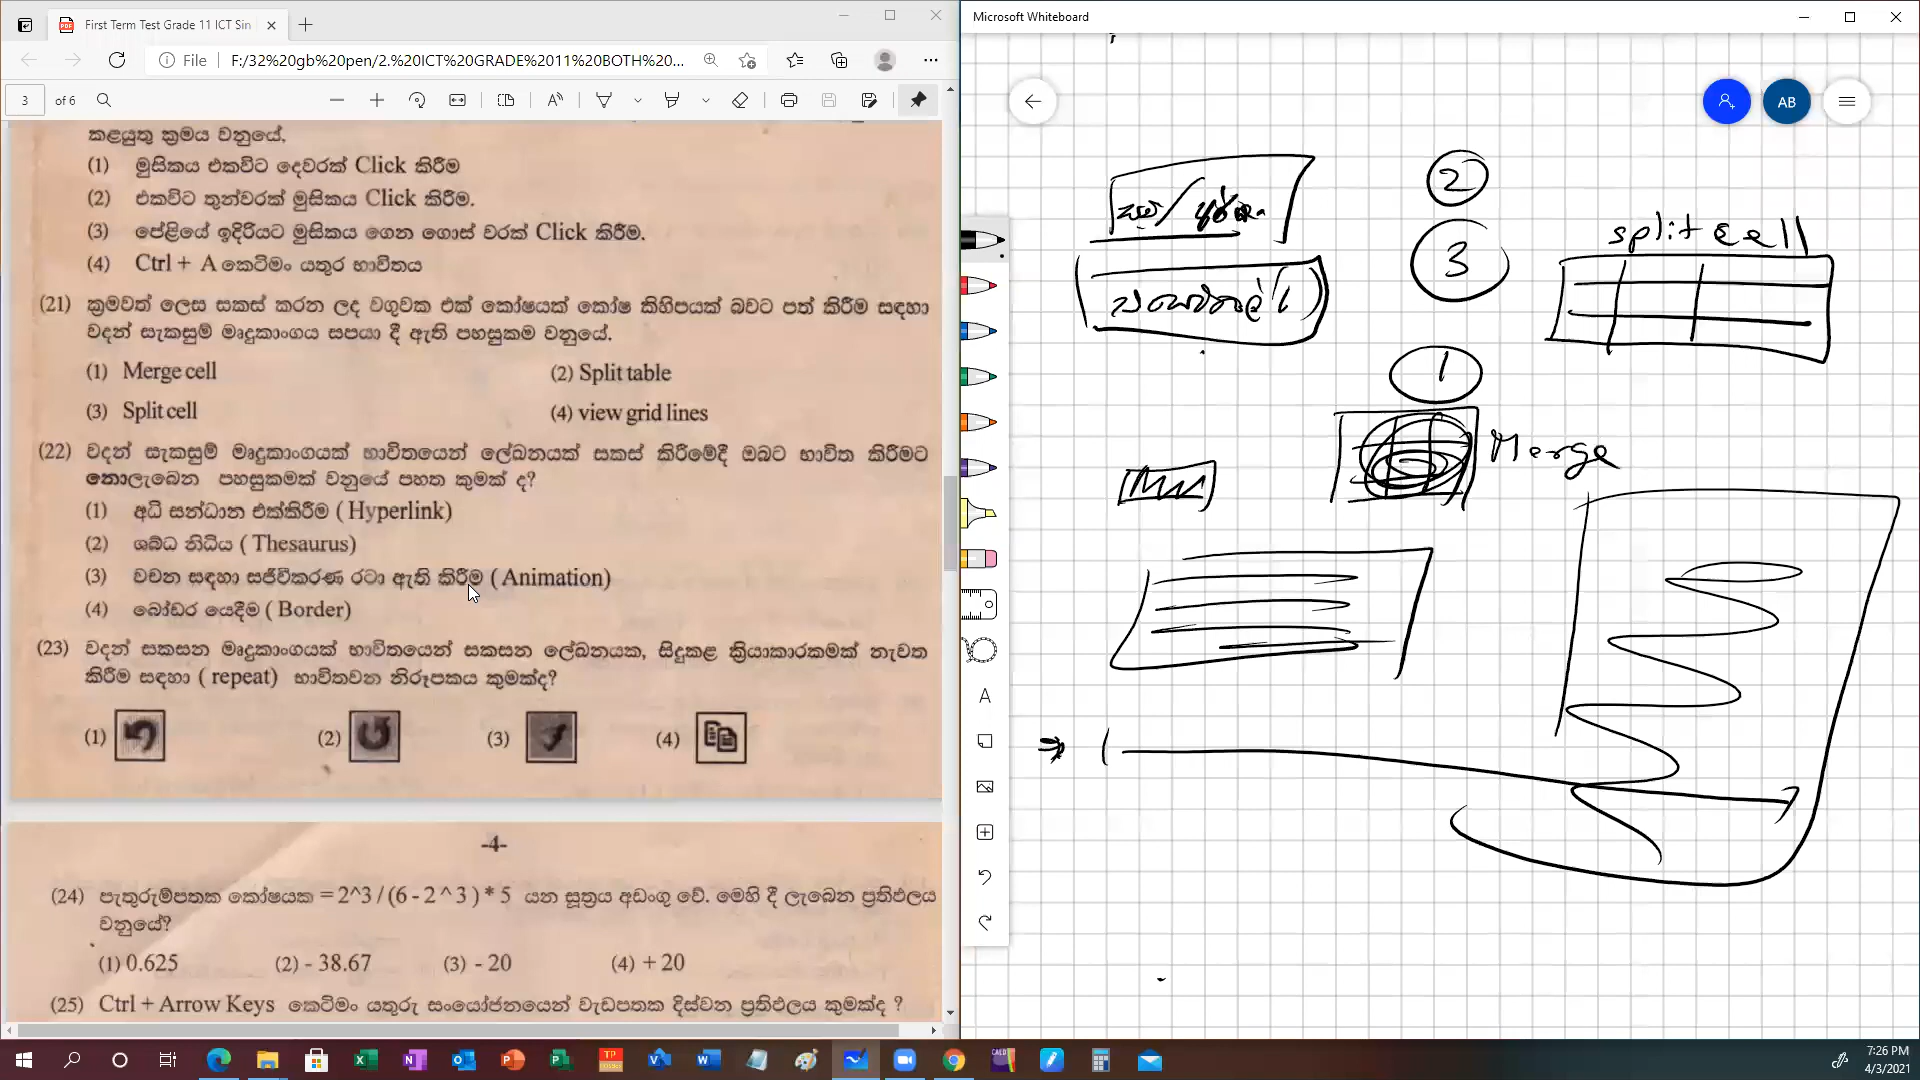 First Term Test Grade 11 ICT Sin
Microsoft Whiteboard
File
F:/32%20gb%20pen/2.%20ICT%20GRADE%2011%20BOTH%20...
3 of 6
AB
කළයුතු ක්‍රමය වනුයේ,
(1) මූසිකය එකවිට දෙවරක් Click කිරීම
(2) එකවිට තුන්වරක් මූසිකය Click කිරීම.
(3) පේළියේ ඉදිරියට මූසිකය ගෙන ගොස් වරක් Click කිරීම.
(4) Ctrl + A කෙටිමං යතුර භාවිතය
(21) ක්‍රමවත් ලෙස සකස් කරන ලද වගුවක එක් කෝෂයක් කෝෂ කිහිපයක් බවට පත් කිරීම සඳහා
වදන් සැකසුම් මෘදුකාංගය සපයා දී ඇති පහසුකම වනුයේ.
(1) Merge cell (2) Split table
(3) Split cell (4) view grid lines
(22) වදන් සැකසුම් මෘදුකාංගයක් භාවිතයෙන් ලේඛනයක් සකස් කිරීමේදී ඔබට භාවිත කිරීමට
නොලැබෙන පහසුකමක් වනුයේ පහත කුමක් ද?
(1) අධි සන්ධාන එක්කිරීම ( Hyperlink)
(2) ශබ්ධ නිධිය ( Thesaurus)
(3) වචන සඳහා සජීවීකරණ රටා ඇති කිරීම ( Animation)
(4) බෝඩර යෙදීම ( Border)
(23) වදන් සකසන මෘදුකාංගයක් භාවිතයෙන් සකසන ලේඛනයක, සිදුකළ ක්‍රියාකාරකමක් නැවත
කිරීම සඳහා ( repeat) භාවිතවන නිරූපකය කුමක්ද?
(1) (2) (3) (4)
-4-
(24) පැතුරුම්පතක කෝෂයක = 2^3 / (6 - 2 ^ 3 ) * 5 යන සූත්‍රය අඩංගු වේ. මෙහි දී ලැබෙන ප්‍රතිඵලය
වනුයේ?
(1) 0.625 (2) - 38.67 (3) - 20 (4) + 20
(25) Ctrl + Arrow Keys කෙටිමං යතුරු සංයෝජනයෙන් වැඩපතක දිස්වන ප්‍රතිඵලය කුමක්ද ?
2
3
split cell
1
Merge
7:26 PM
4/3/2021